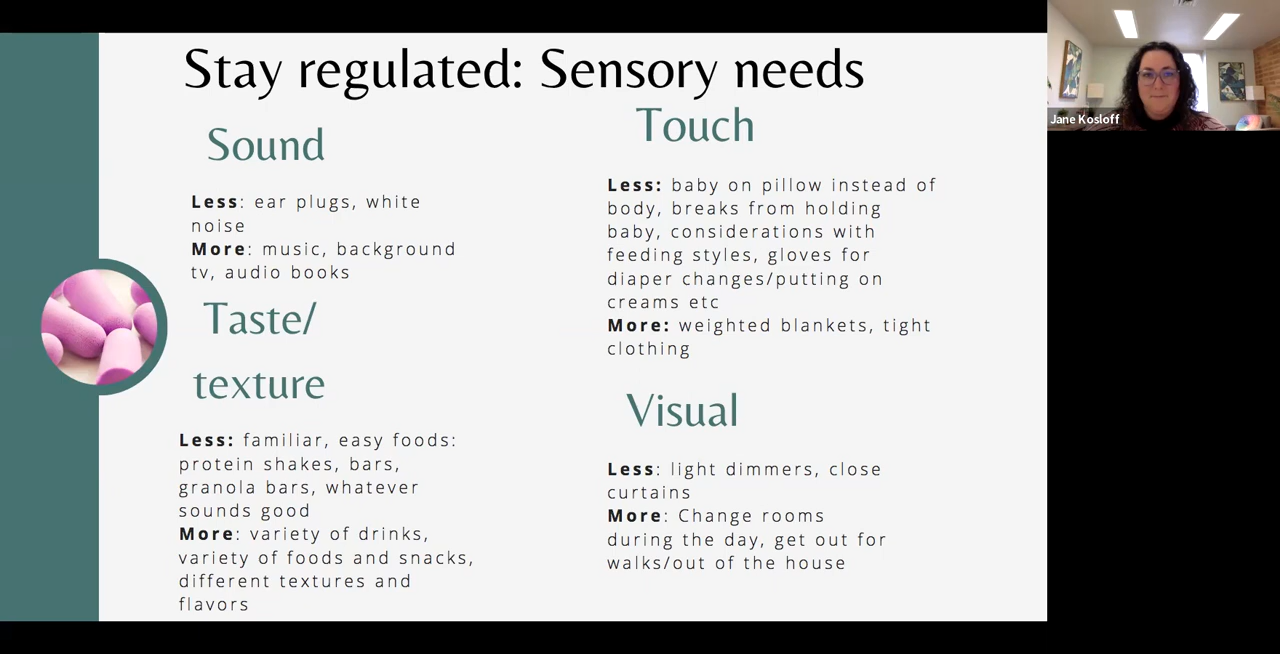 Stay regulated: Sensory needs
Sound
Less: ear plugs, white
noise
More: music, background
tv, audio books
Taste/
texture
Less: familiar, easy foods:
protein shakes, bars,
granola bars, whatever
sounds good
More: variety of drinks,
variety of foods and snacks,
different textures and
flavors
Touch
Less: baby on pillow instead of
body, breaks from holding
baby, considerations with
feeding styles, gloves for
diaper changes/putting on
creams etc
More: weighted blankets, tight
clothing
Visual
Less: light dimmers, close
curtains
More: Change rooms
during the day, get out for
walks/out of the house
Jane Kosloff